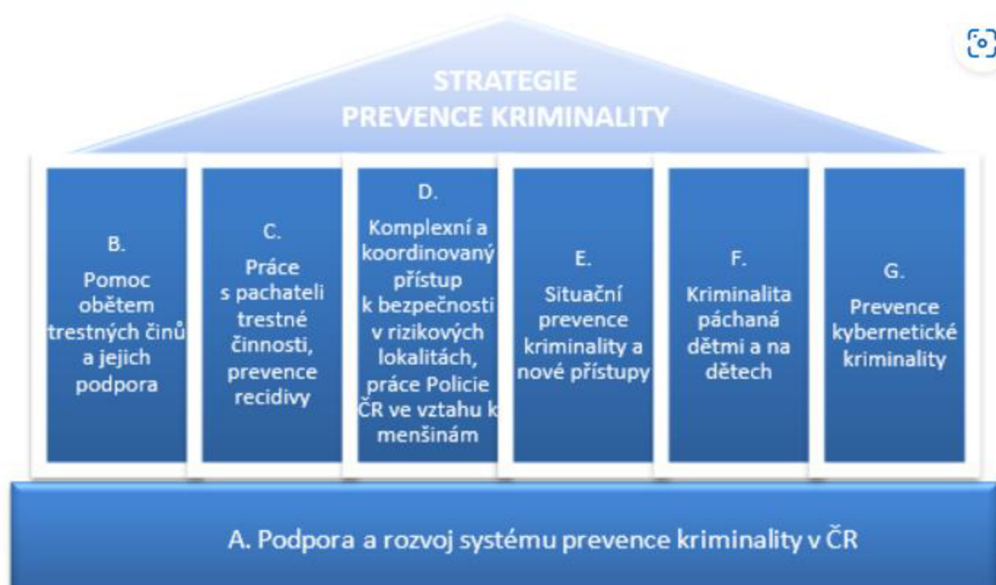 STRATEGIE
PREVENCE KRIMINALITY
B.
Pomoc
obětem
trestných činů
a jejich
podpora
C.
Práce
s pachateli
trestné
činnosti,
prevence
recidivy
D.
Komplexní a
koordinovaný
přístup
k bezpečnosti
v rizikových
lokalitách,
práce Policie
ČR ve vztahu k
menšinám
E.
Situační
prevence
kriminality a
nové přístupy
F.
Kriminalita
páchaná
dětmi a na
dětech
G.
Prevence
kybernetické
kriminality
A. Podpora a rozvoj systému prevence kriminality v ČR